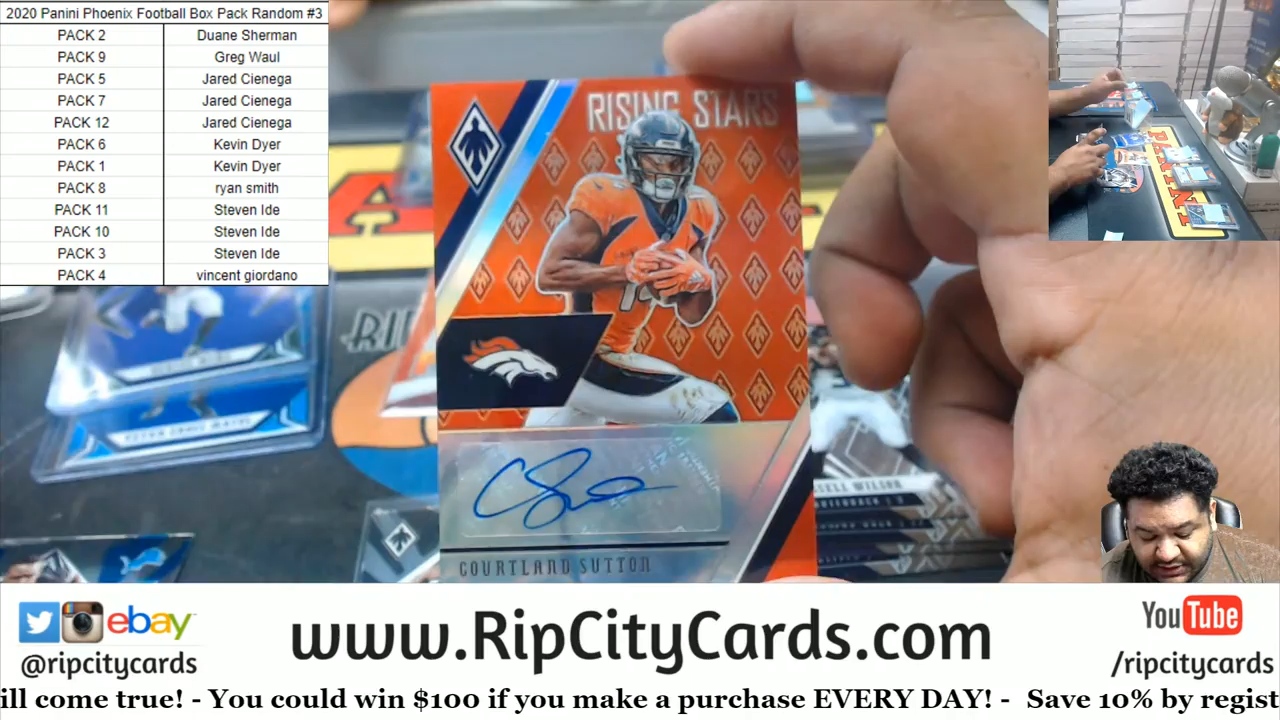 2020 Panini Phoenix Football Box Pack Random #3
PACK 2 Duane Sherman
PACK 9 Greg Waul
PACK 5 Jared Cienega
PACK 7 Jared Cienega
PACK 12 Jared Cienega
PACK 6 Kevin Dyer
PACK 1 Kevin Dyer
PACK 8 ryan smith
PACK 11 Steven Ide
PACK 10 Steven Ide
PACK 3 Steven Ide
PACK 4 vincent giordano
RISING STARS
PANINI
COURTLAND SUTTON
ebay
@ripcitycards
www.RipCityCards.com
YouTube
/ripcitycards
ill come true! - You could win $100 if you make a purchase EVERY DAY! - Save 10% by regist